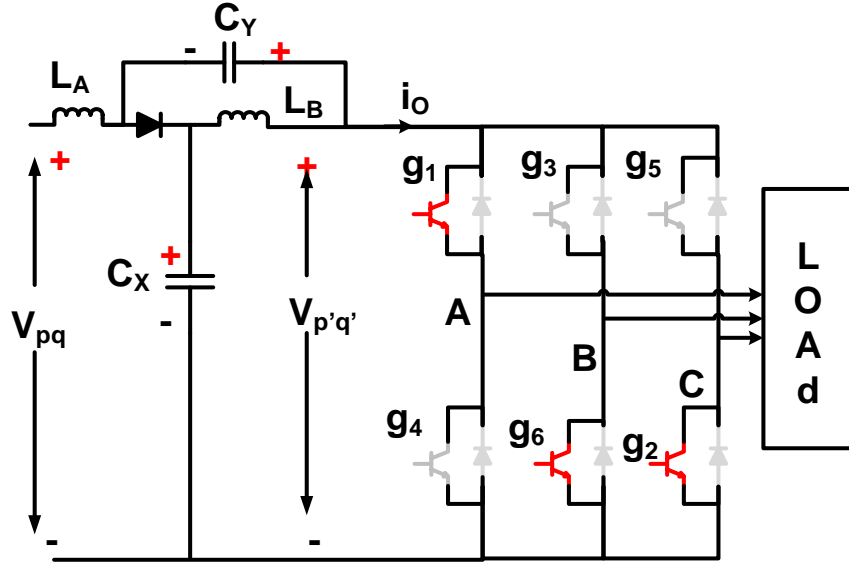 C_Y
- +
L_A
L_B
i_O
+
+
g_1
g_3
g_5
C_X
+
-
V_pq
V_p'q'
A
B
C
L
O
A
d
g_4
g_6
g_2
-
-